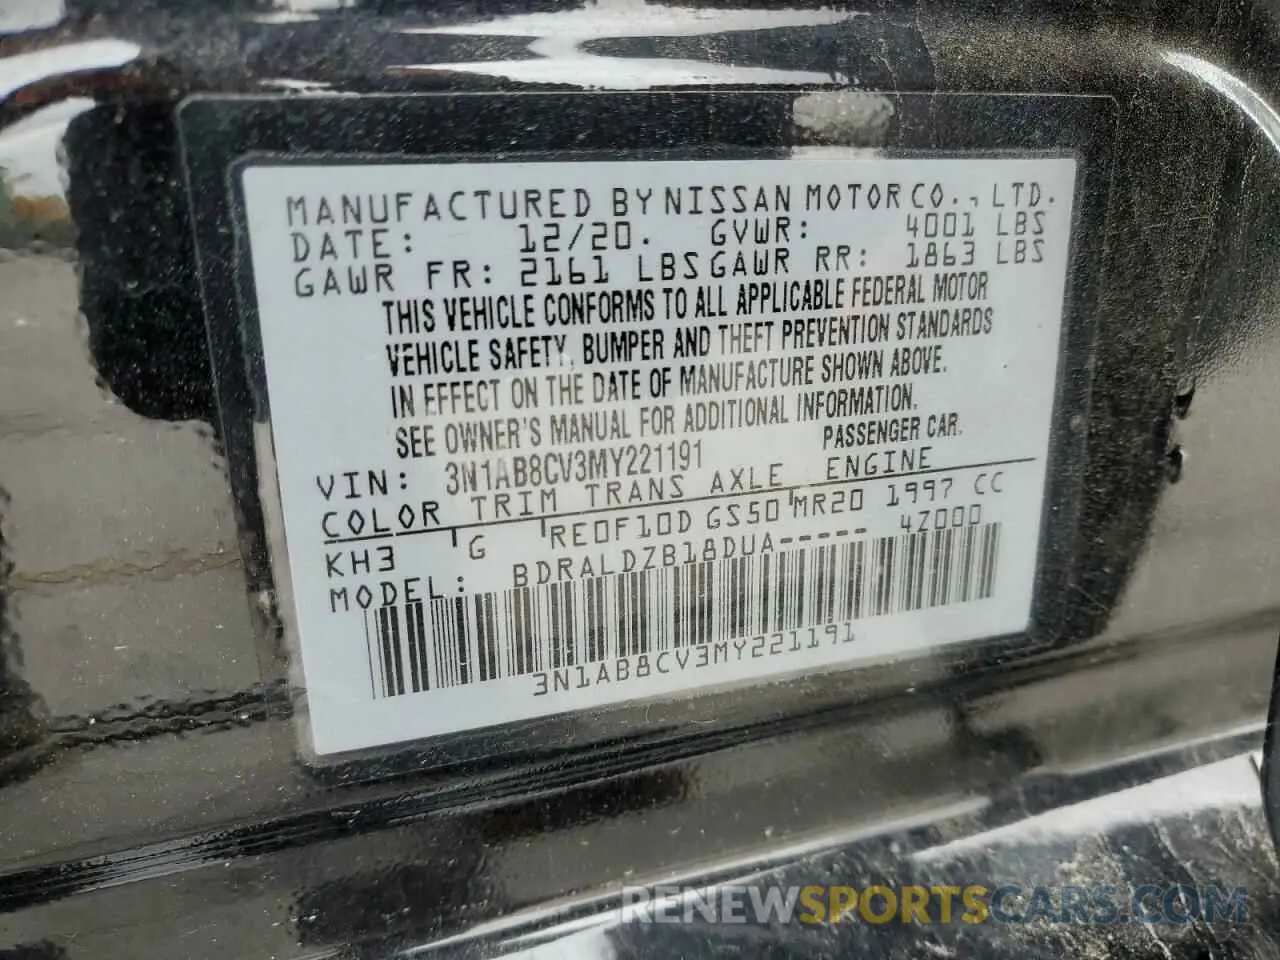 MANUFACTURED BY NISSAN MOTOR CO., LTD.
DATE: 12/20. GVWR: 4001 LBS
GAWR FR: 2161 LBS GAWR RR: 1863 LBS
THIS VEHICLE CONFORMS TO ALL APPLICABLE FEDERAL MOTOR
VEHICLE SAFETY, BUMPER AND THEFT PREVENTION STANDARDS
IN EFFECT ON THE DATE OF MANUFACTURE SHOWN ABOVE.
SEE OWNER'S MANUAL FOR ADDITIONAL INFORMATION.
VIN: 3N1AB8CV3MY221191 PASSENGER CAR.
COLOR TRIM TRANS AXLE ENGINE
KH3 G RE0F10D GS50 MR20 1997 CC
MODEL: BDRALDZB18DUA----- 4Z000
3N1AB8CV3MY221191
RENEWSPORTSCARS.COM